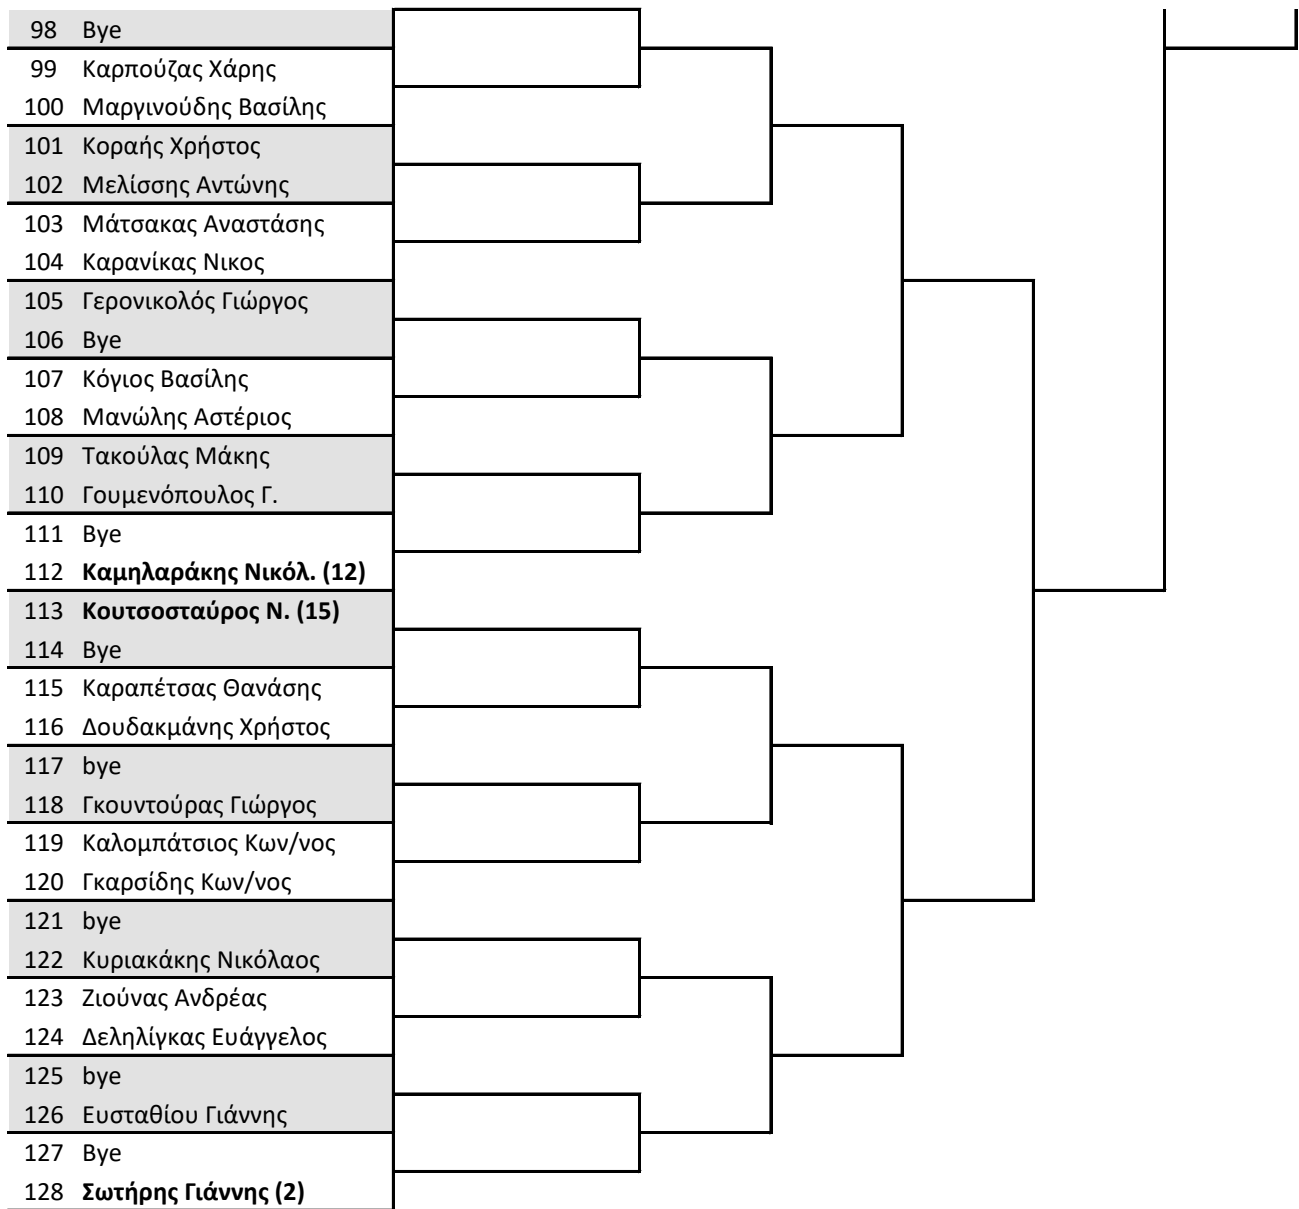 98 Bye
99 Καρπούζας Χάρης
100 Μαργινούδης Βασίλης
101 Κοραής Χρήστος
102 Μελίσσης Αντώνης
103 Μάτσακας Αναστάσης
104 Καρανίκας Νικος
105 Γερονικολός Γιώργος
106 Bye
107 Κόγιος Βασίλης
108 Μανώλης Αστέριος
109 Τακούλας Μάκης
110 Γουμενόπουλος Γ.
111 Bye
112 Καμηλαράκης Νικόλ. (12)
113 Κουτσοσταύρος Ν. (15)
114 Bye
115 Καραπέτσας Θανάσης
116 Δουδακμάνης Χρήστος
117 bye
118 Γκουντούρας Γιώργος
119 Καλομπάτσιος Κων/νος
120 Γκαρσίδης Κων/νος
121 bye
122 Κυριακάκης Νικόλαος
123 Ζιούνας Ανδρέας
124 Δεληλίγκας Ευάγγελος
125 bye
126 Ευσταθίου Γιάννης
127 Bye
128 Σωτήρης Γιάννης (2)